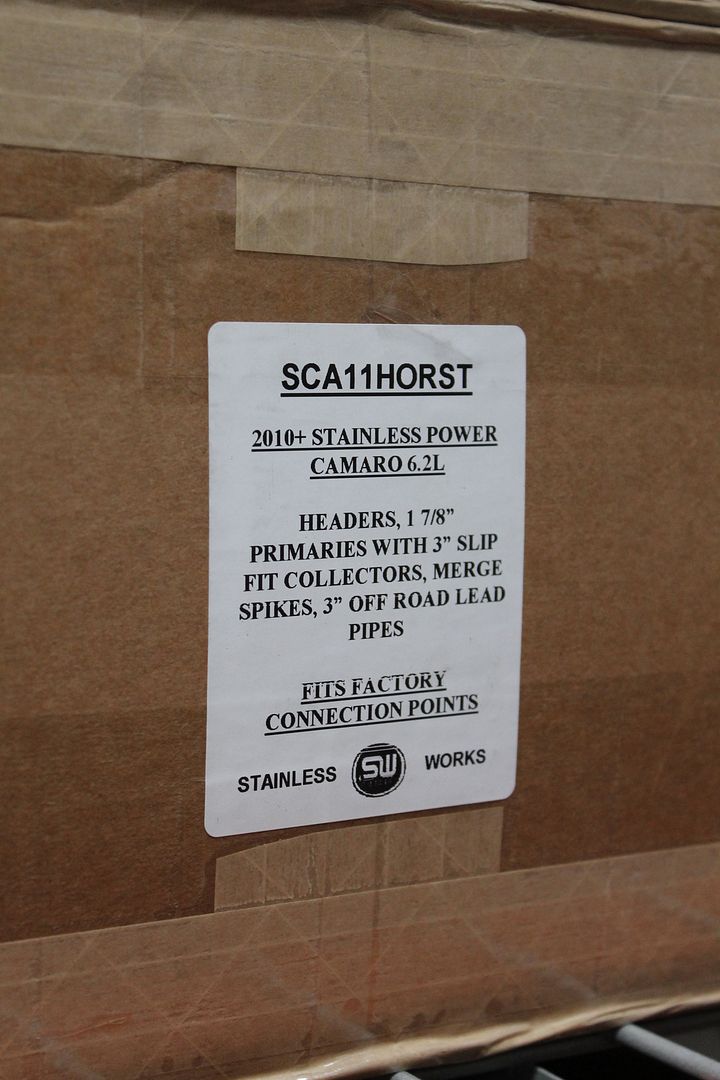 SCA11HORST
2010+ STAINLESS POWER
CAMARO 6.2L
HEADERS, 1 7/8”
PRIMARIES WITH 3” SLIP
FIT COLLECTORS, MERGE
SPIKES, 3” OFF ROAD LEAD
PIPES
FITS FACTORY
CONNECTION POINTS
STAINLESS SW WORKS